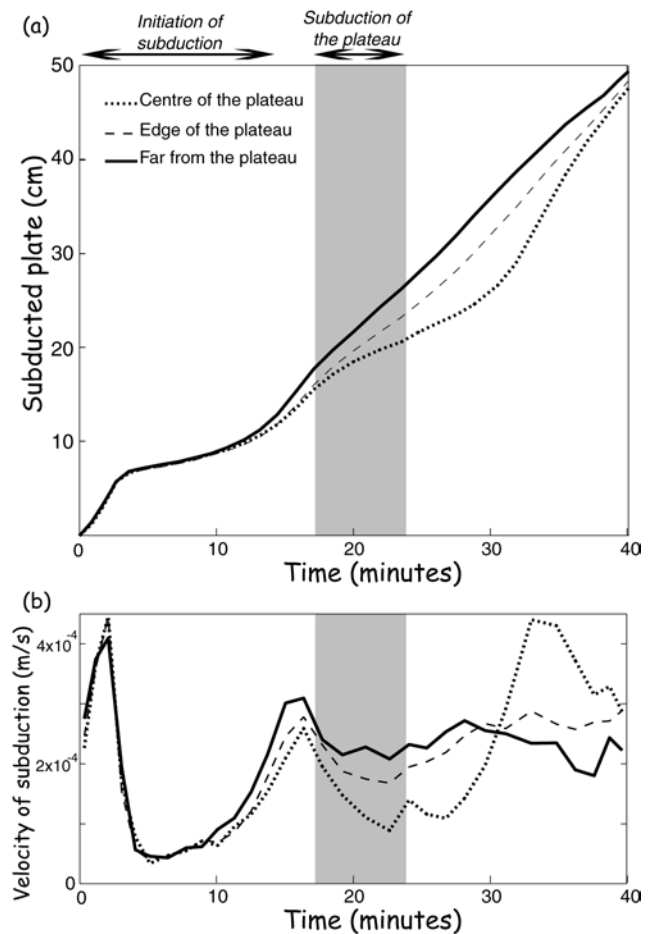 (a)
Initiation of
subduction
Subduction of
the plateau
50
40
30
20
10
0
10
20
30
40
Centre of the plateau
Edge of the plateau
Far from the plateau
Subducted plate (cm)
Time (minutes)
(b)
4x10⁻⁴
2x10⁻⁴
0
0
10
20
30
40
Velocity of subduction (m/s)
Time (minutes)